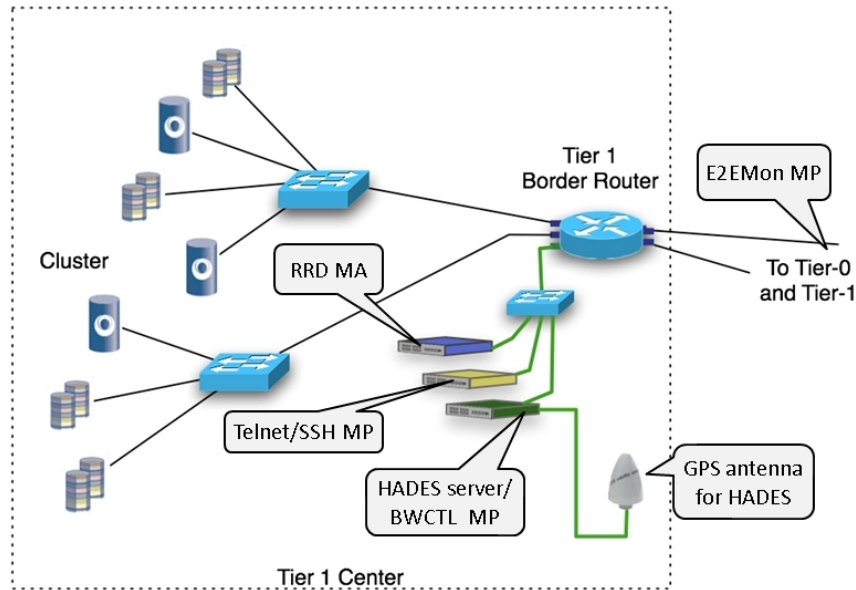 Tier 1
Border Router
E2EMon MP
Cluster
RRD MA
To Tier-0
and Tier-1
Telnet/SSH MP
HADES server/
BWCTL MP
GPS antenna
for HADES
Tier 1 Center